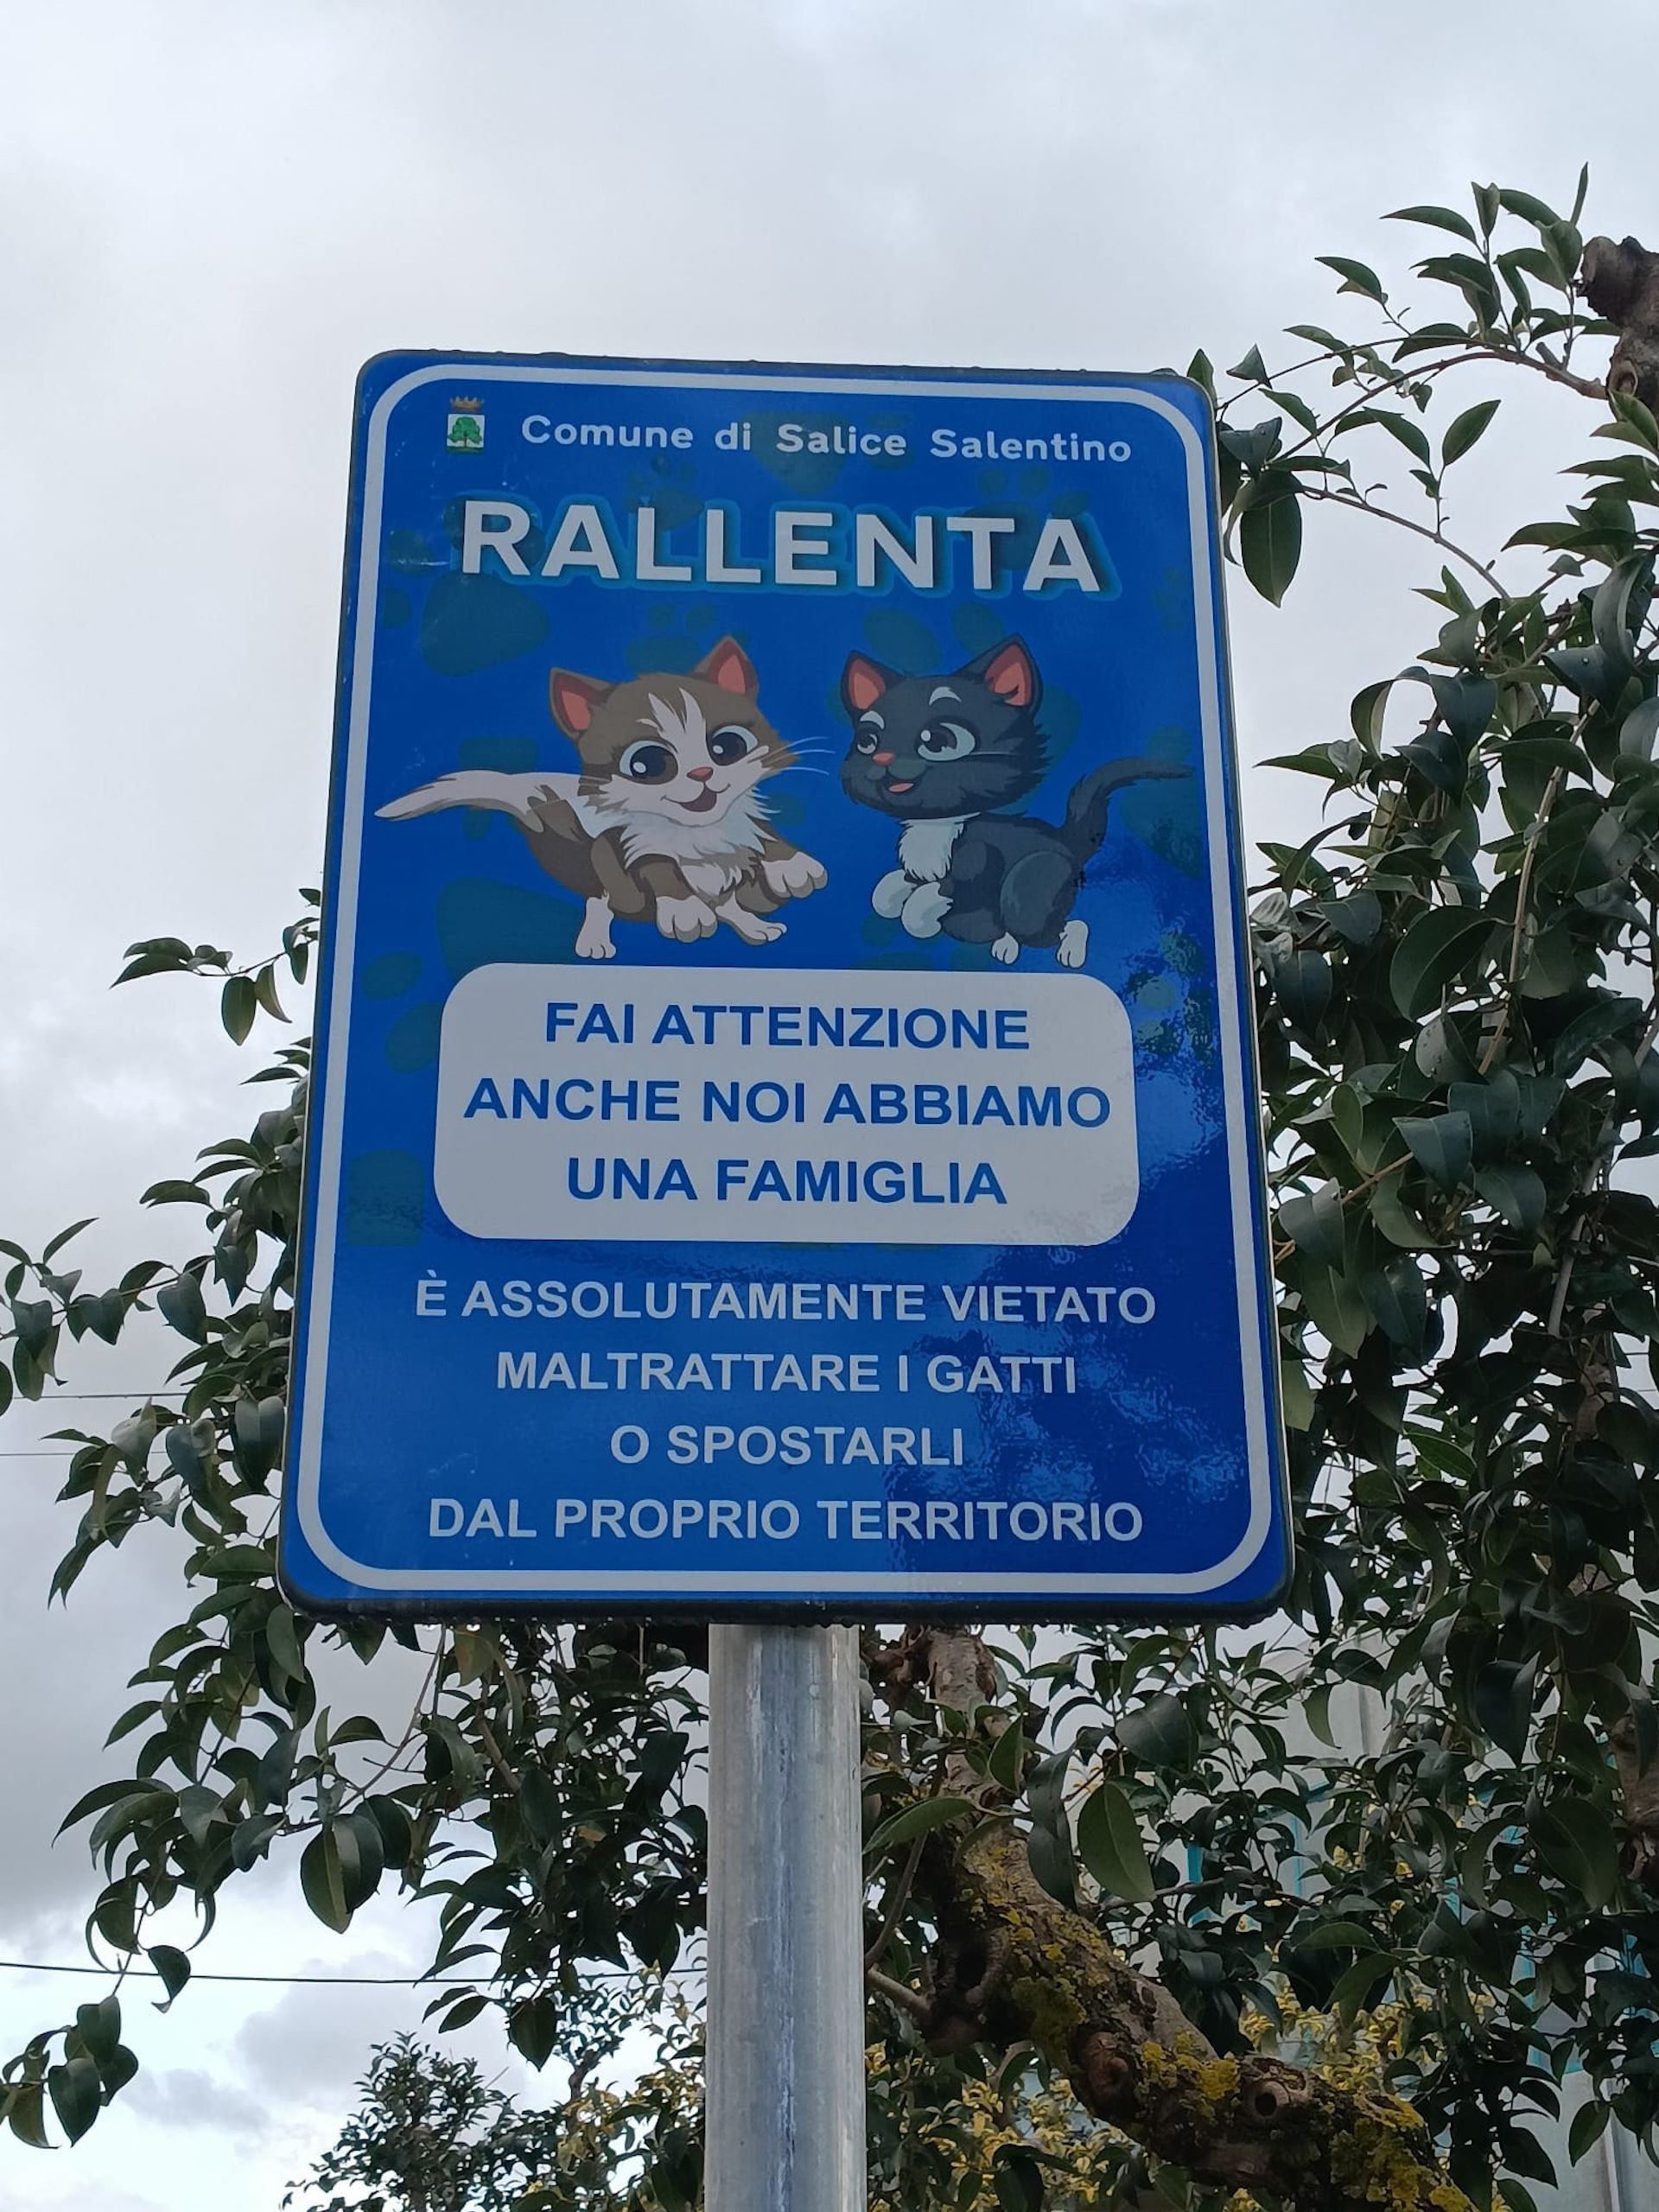 Comune di Salice Salentino
RALLENTA
FAI ATTENZIONE
ANCHE NOI ABBIAMO
UNA FAMIGLIA
È ASSOLUTAMENTE VIETATO
MALTRATTARE I GATTI
O SPOSTARLI
DAL PROPRIO TERRITORIO